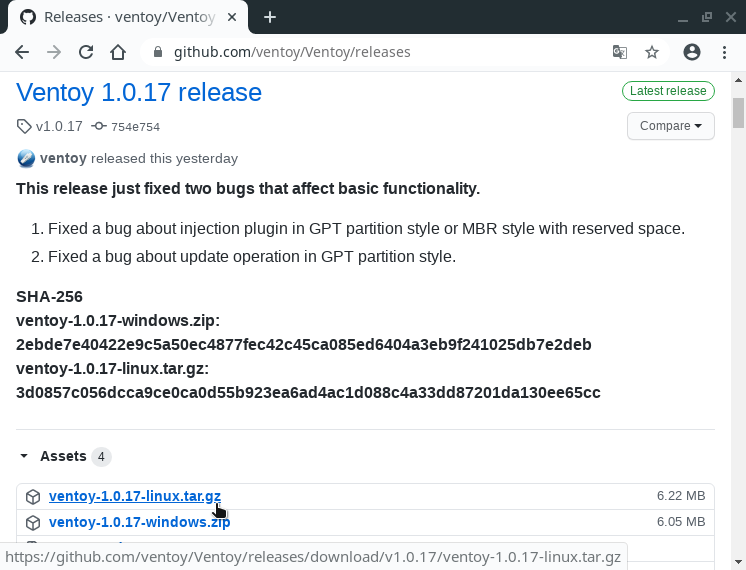 Releases · ventoy/Ventoy
github.com/ventoy/Ventoy/releases
Ventoy 1.0.17 release
Latest release
v1.0.17 754e754
Compare
ventoy released this yesterday
This release just fixed two bugs that affect basic functionality.
1. Fixed a bug about injection plugin in GPT partition style or MBR style with reserved space.
2. Fixed a bug about update operation in GPT partition style.
SHA-256
ventoy-1.0.17-windows.zip:
2ebde7e40422e9c5a50ec4877fec42c45ca085ed6404a3eb9f241025db7e2deb
ventoy-1.0.17-linux.tar.gz:
3d0857c056dcca9ce0ca0d55b923ea6ad4ac1d088c4a33dd87201da130ee65cc
Assets 4
ventoy-1.0.17-linux.tar.gz 6.22 MB
ventoy-1.0.17-windows.zip 6.05 MB
https://github.com/ventoy/Ventoy/releases/download/v1.0.17/ventoy-1.0.17-linux.tar.gz